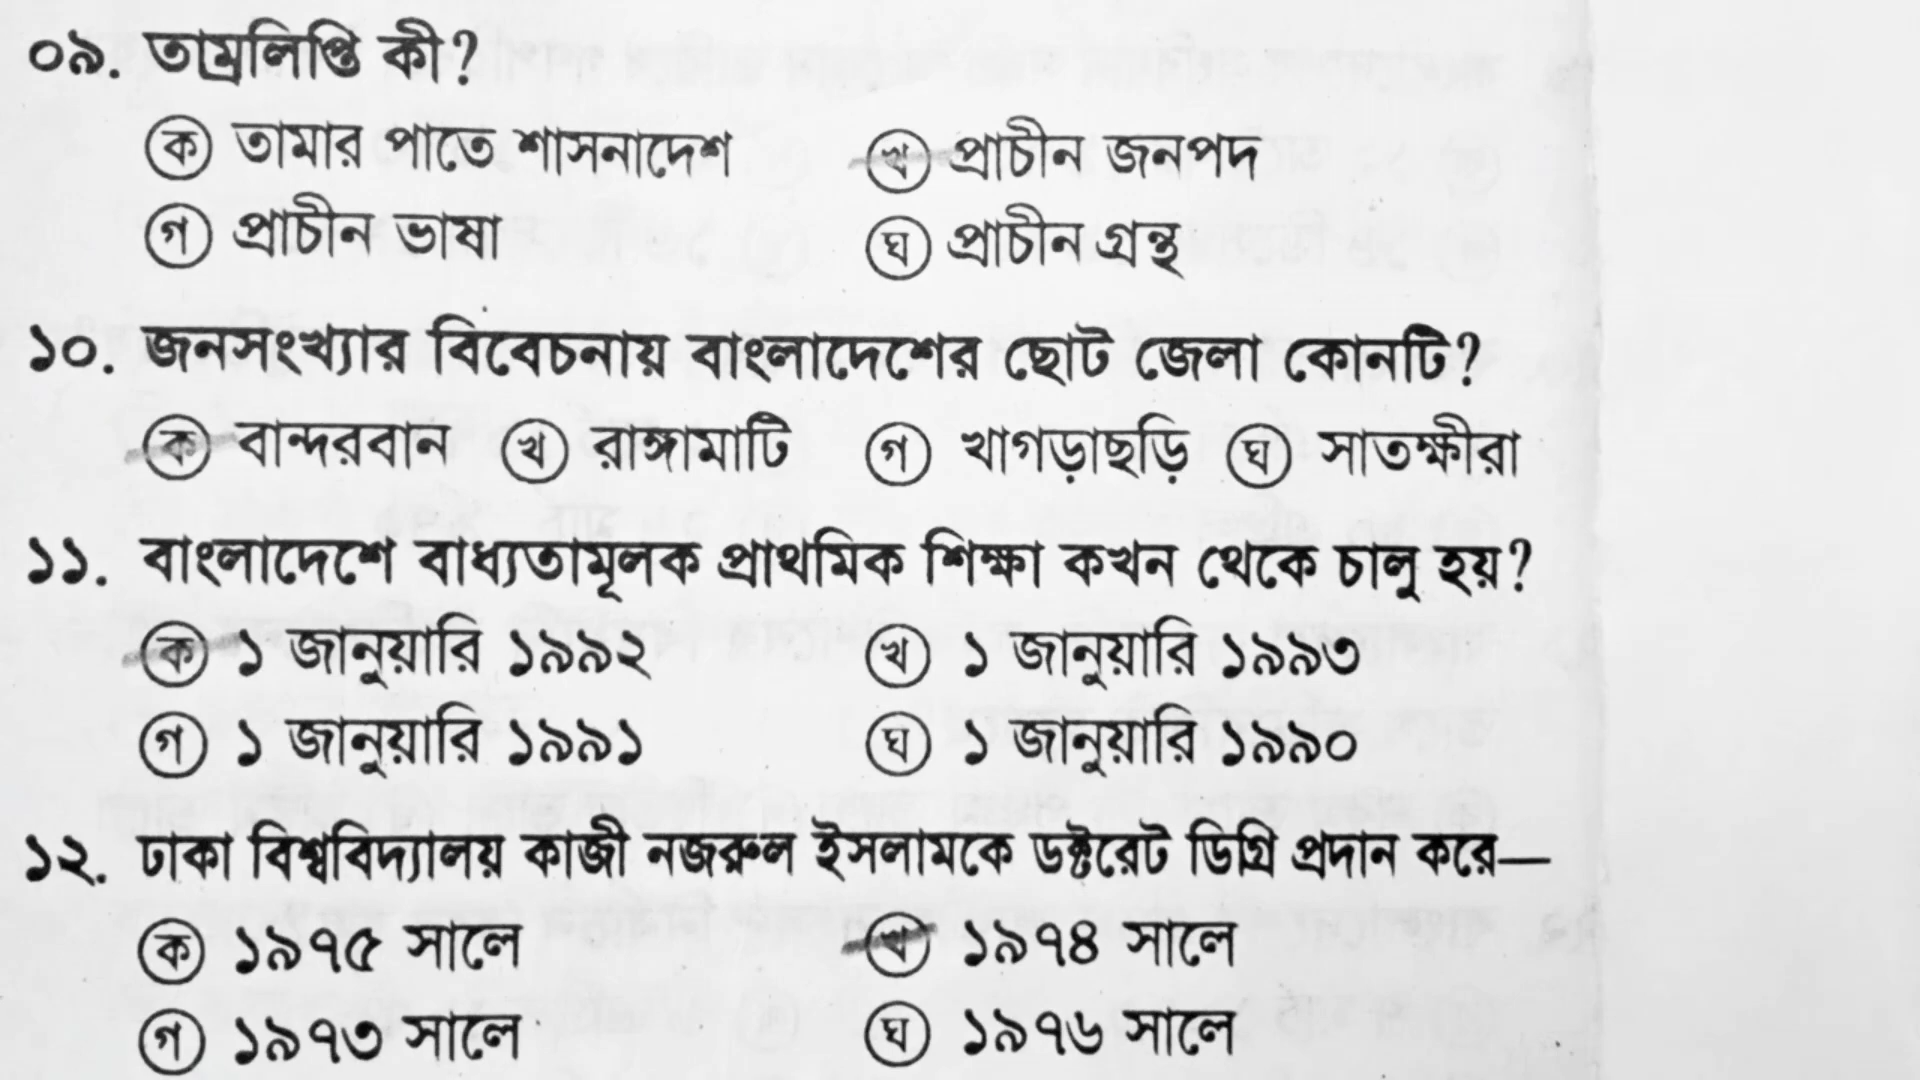 ০৯. তাম্রলিপ্তি কী?
ক তামার পাতে শাসনাদেশ খ প্রাচীন জনপদ
গ প্রাচীন ভাষা ঘ প্রাচীন গ্রন্থ
১০. জনসংখ্যার বিবেচনায় বাংলাদেশের ছোট জেলা কোনটি?
ক বান্দরবান খ রাঙ্গামাটি গ খাগড়াছড়ি ঘ সাতক্ষীরা
১১. বাংলাদেশে বাধ্যতামূলক প্রাথমিক শিক্ষা কখন থেকে চালু হয়?
ক ১ জানুয়ারি ১৯৯২ খ ১ জানুয়ারি ১৯৯৩
গ ১ জানুয়ারি ১৯৯১ ঘ ১ জানুয়ারি ১৯৯০
১২. ঢাকা বিশ্ববিদ্যালয় কাজী নজরুল ইসলামকে ডক্টরেট ডিগ্রি প্রদান করে—
ক ১৯৭৫ সালে খ ১৯৭৪ সালে
গ ১৯৭৩ সালে ঘ ১৯৭৬ সালে